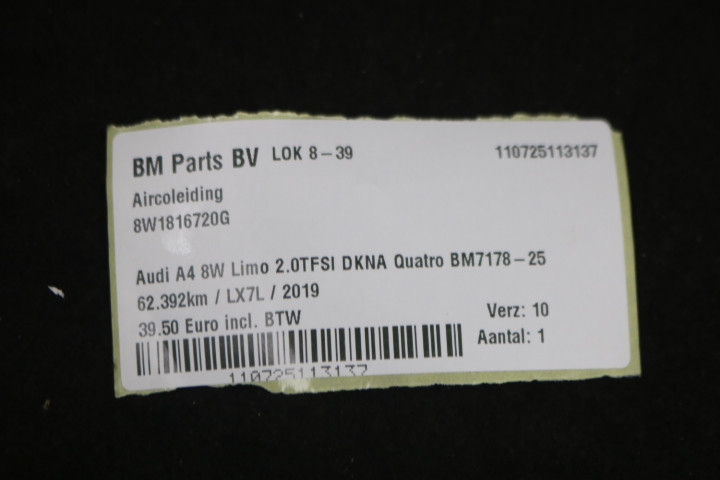 BM Parts BV LOK 8-39 110725113137
Aircoleiding
8W1816720G
Audi A4 8W Limo 2.0TFSI DKNA Quatro BM7178-25
62.392km / LX7L / 2019
39.50 Euro incl. BTW Verz: 10
Aantal: 1
110725113137